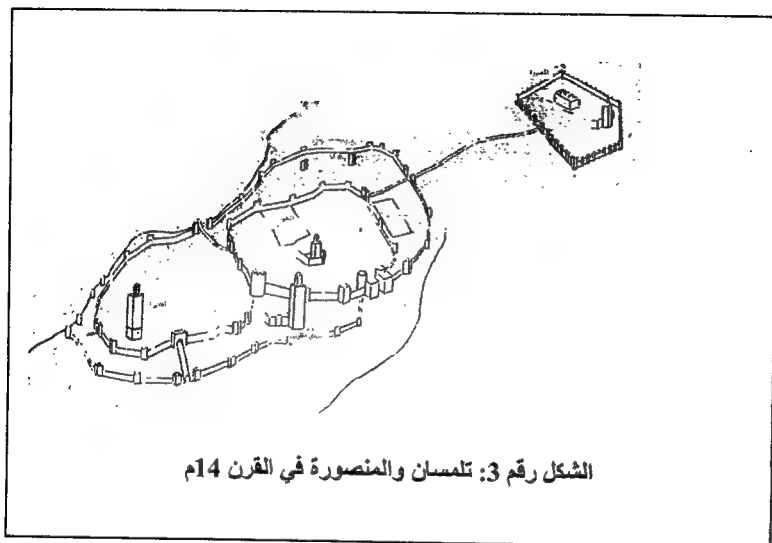 الشكل رقم 3: تلمسان والمنصورة في القرن 14م